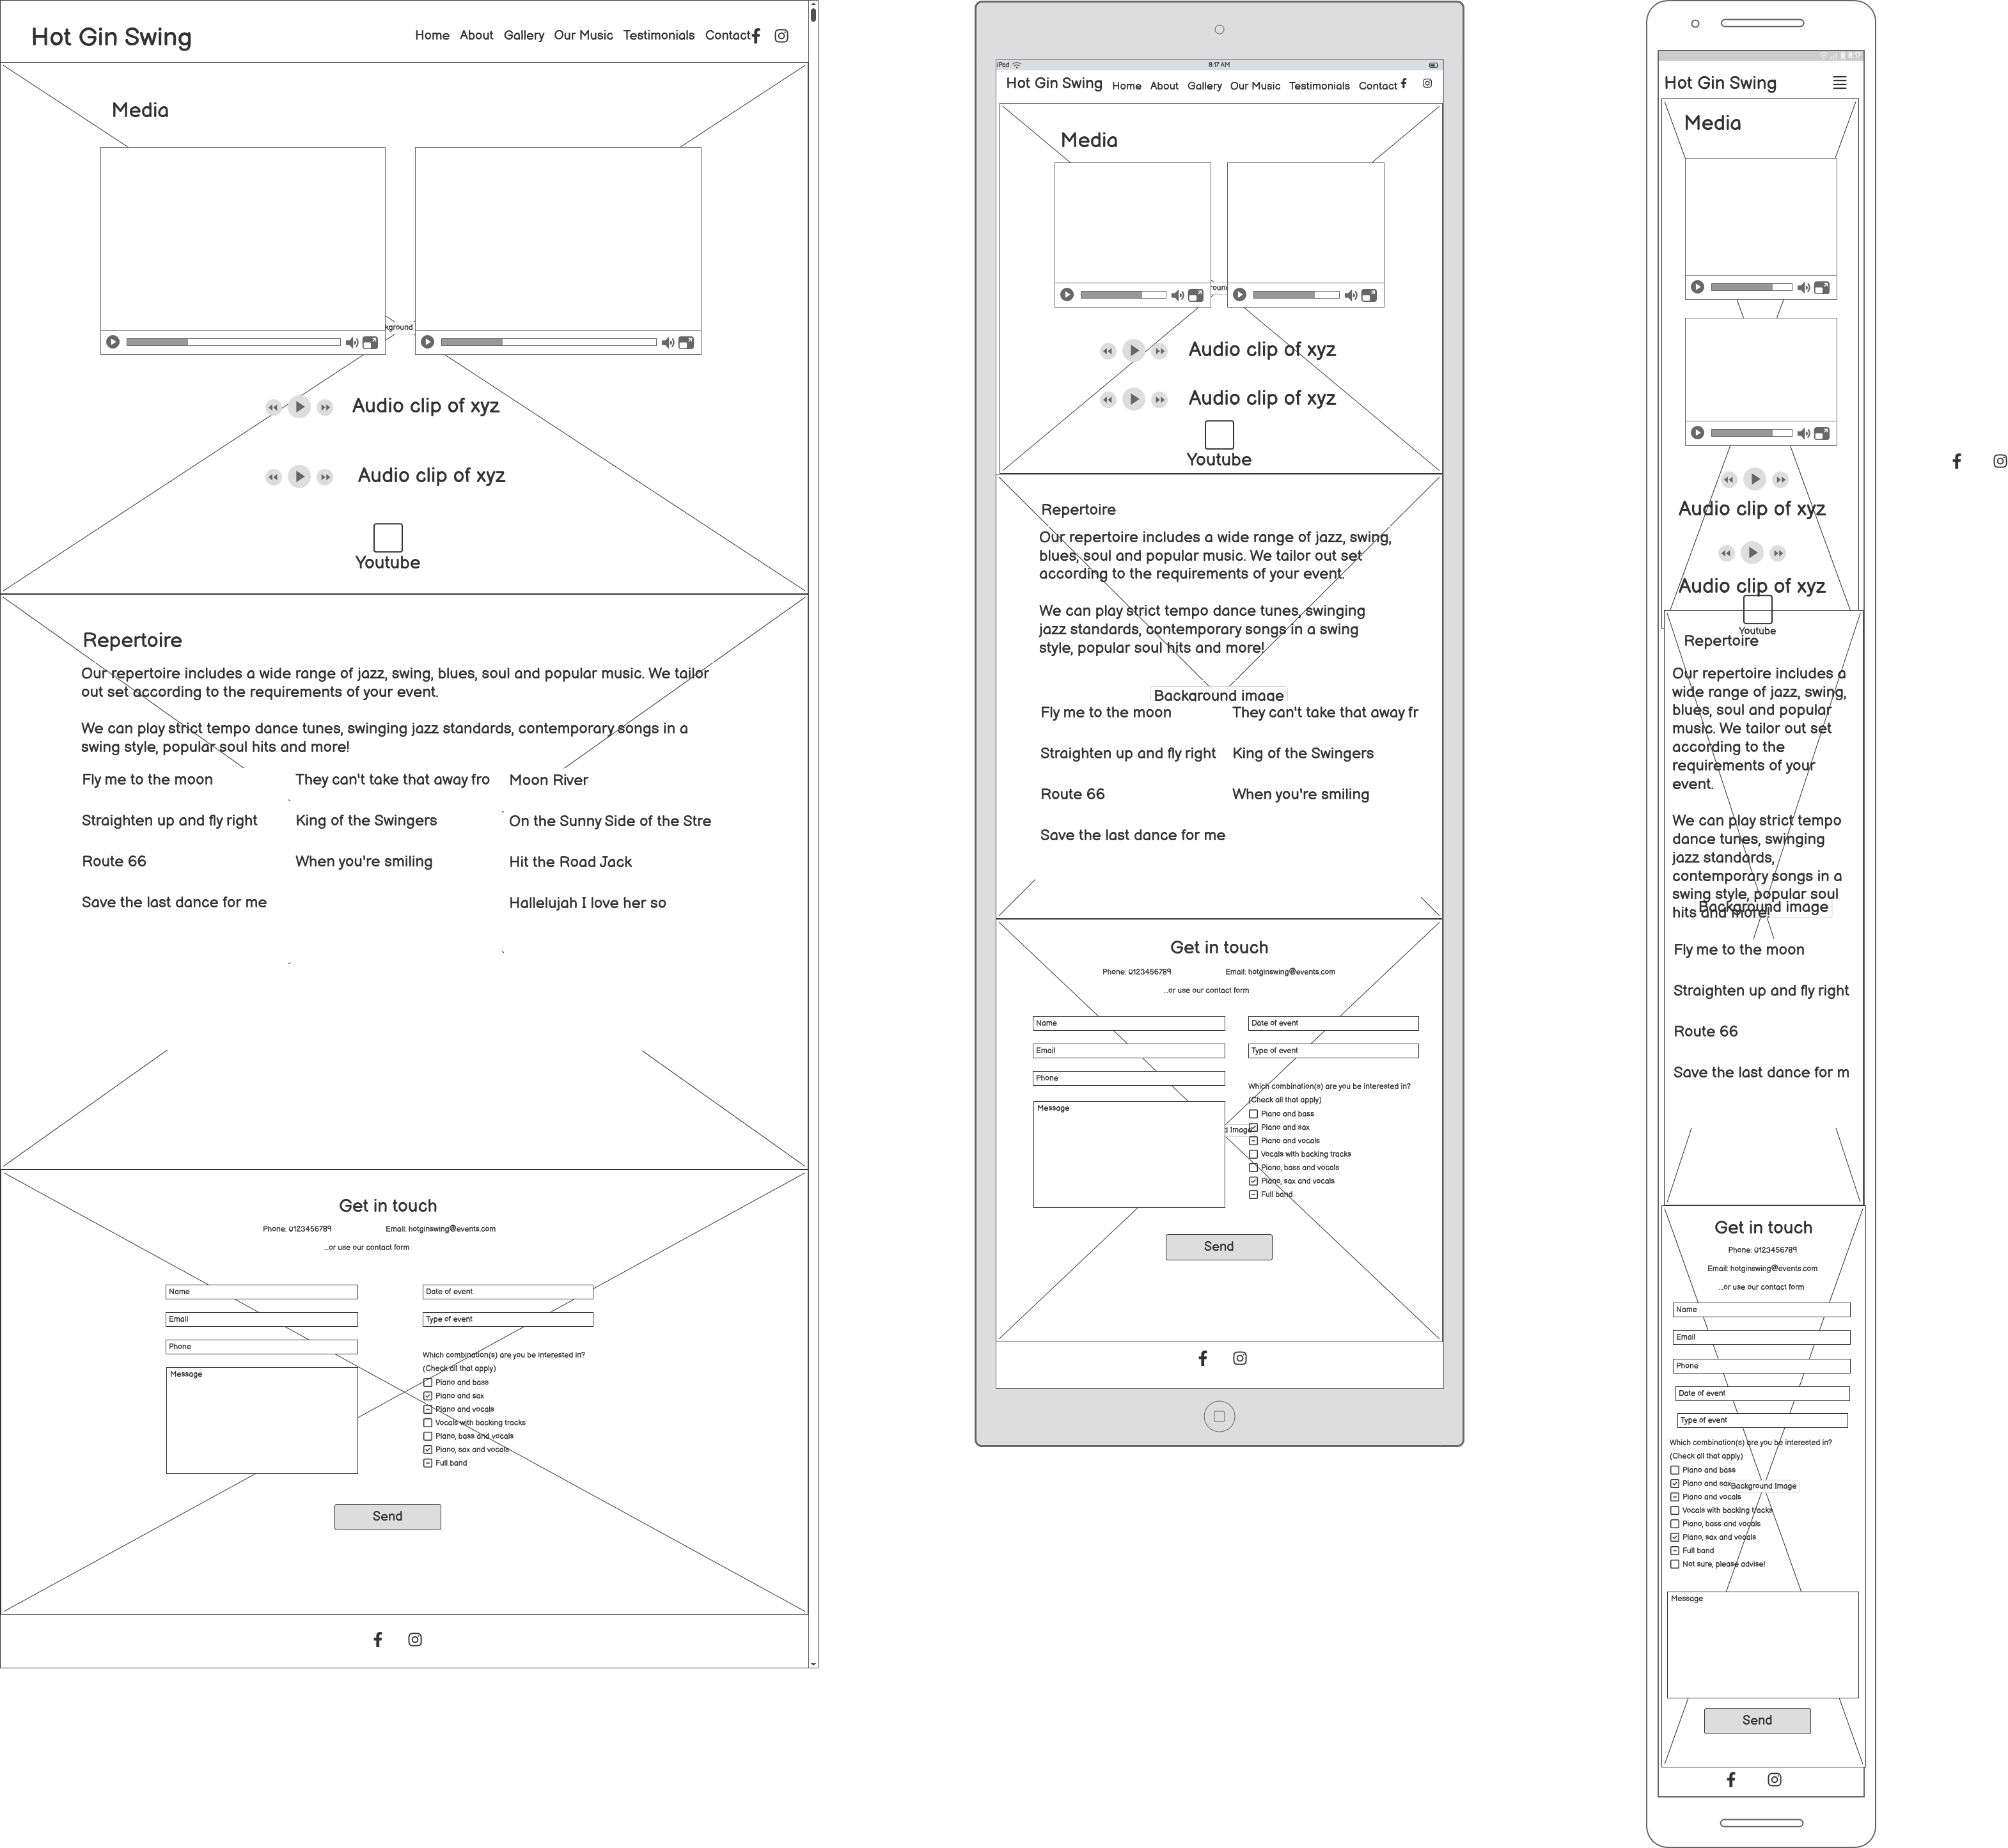 Hot Gin Swing
Home About Gallery Our Music Testimonials Contact
Media
kground
Audio clip of xyz
Audio clip of xyz
Youtube
Repertoire
Our repertoire includes a wide range of jazz, swing, blues, soul and popular music. We tailor
out set according to the requirements of your event.
We can play strict tempo dance tunes, swinging jazz standards, contemporary songs in a
swing style, popular soul hits and more!
Fly me to the moon
Straighten up and fly right
Route 66
Save the last dance for me
They can't take that away fro
King of the Swingers
When you're smiling
Moon River
On the Sunny Side of the Stre
Hit the Road Jack
Hallelujah I love her so
Get in touch
Phone: 0123456789 Email: hotginswing@events.com
...or use our contact form
Name
Email
Phone
Message
Date of event
Type of event
Which combination(s) are you be interested in?
(Check all that apply)
Piano and bass
Piano and sax
Piano and vocals
Vocals with backing tracks
Piano, bass and vocals
Piano, sax and vocals
Full band
Send
iPad 8:17 AM
Hot Gin Swing Home About Gallery Our Music Testimonials Contact
Media
roun
Audio clip of xyz
Audio clip of xyz
Youtube
Repertoire
Our repertoire includes a wide range of jazz, swing,
blues, soul and popular music. We tailor out set
according to the requirements of your event.
We can play strict tempo dance tunes, swinging
jazz standards, contemporary songs in a swing
style, popular soul hits and more!
Background image
Fly me to the moon
Straighten up and fly right
Route 66
Save the last dance for me
They can't take that away fr
King of the Swingers
When you're smiling
Get in touch
Phone: 0123456789 Email: hotginswing@events.com
...or use our contact form
Name
Email
Phone
Message
Date of event
Type of event
Which combination(s) are you be interested in?
(Check all that apply)
d Image
Piano and bass
Piano and sax
Piano and vocals
Vocals with backing tracks
Piano, bass and vocals
Piano, sax and vocals
Full band
Send
8:17
Hot Gin Swing
Media
Audio clip of xyz
Audio clip of xyz
Youtube
Repertoire
Our repertoire includes a
wide range of jazz, swing,
blues, soul and popular
music. We tailor out set
according to the
requirements of your
event.
We can play strict tempo
dance tunes, swinging
jazz standards,
contemporary songs in a
swing style, popular soul
hits and more!
Background image
Fly me to the moon
Straighten up and fly right
Route 66
Save the last dance for m
Get in touch
Phone: 0123456789
Email: hotginswing@events.com
...or use our contact form
Name
Email
Phone
Date of event
Type of event
Which combination(s) are you be interested in?
(Check all that apply)
Piano and bass
Piano and sax
Background Image
Piano and vocals
Vocals with backing tracks
Piano, bass and vocals
Piano, sax and vocals
Full band
Not sure, please advise!
Message
Send